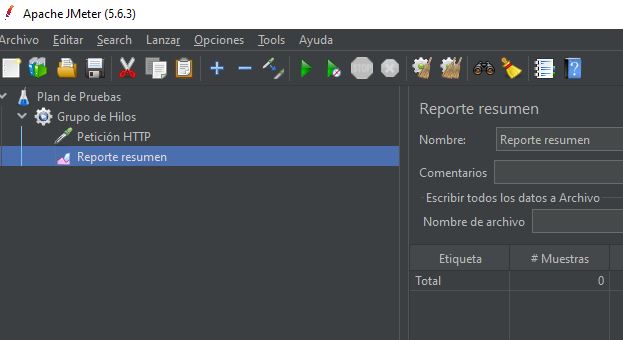 Apache JMeter (5.6.3)
Archivo Editar Search Lanzar Opciones Tools Ayuda
STOP
Plan de Pruebas
Grupo de Hilos
Petición HTTP
Reporte resumen
Reporte resumen
Nombre: Reporte resumen
Comentarios
Escribir todos los datos a Archivo
Nombre de archivo
Etiqueta # Muestras
Total 0